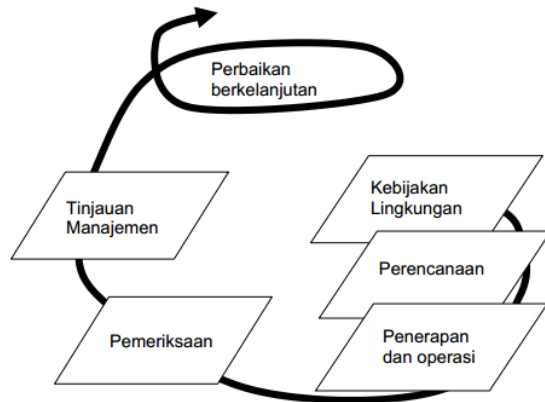 Perbaikan
berkelanjutan
Tinjauan
Manajemen
Kebijakan
Lingkungan
Perencanaan
Pemeriksaan
Penerapan
dan operasi